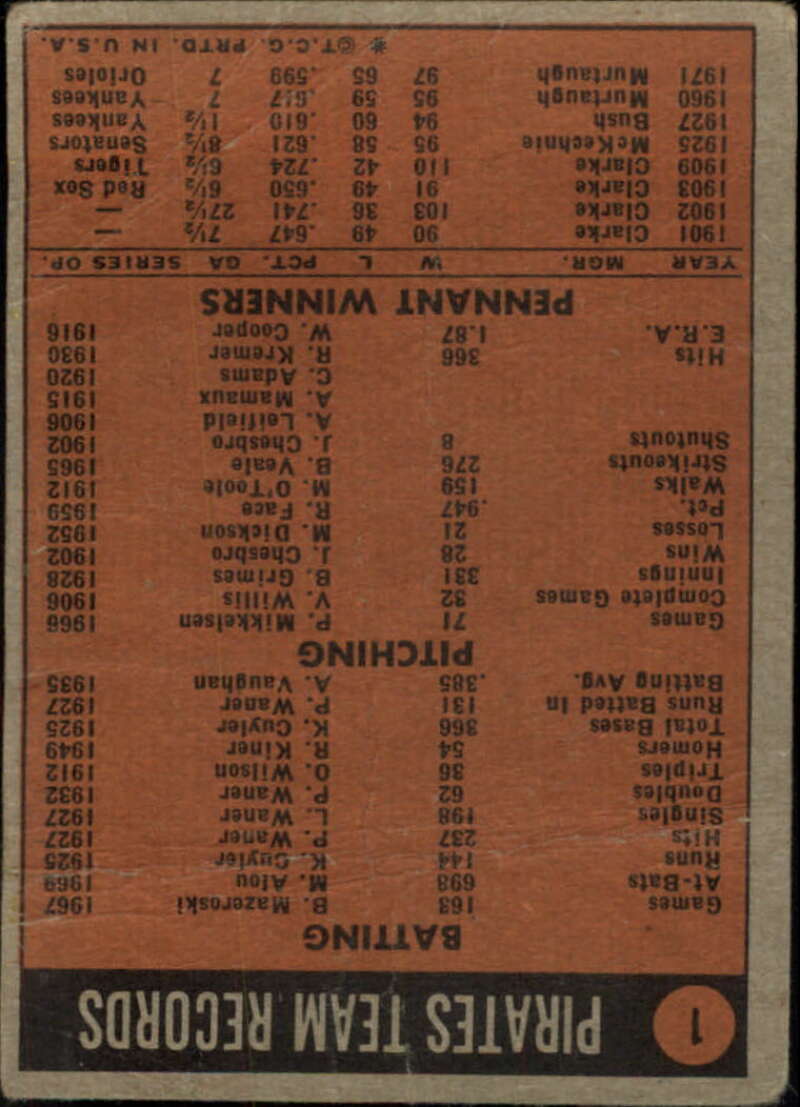 1 PIRATES TEAM RECORDS
BATTING
Games 163 B. Mazeroski 1967
At-Bats 698 M. Alou 1969
Runs 144 K. Cuyler 1925
Hits 237 P. Waner 1927
Singles 198 L. Waner 1927
Doubles 62 P. Waner 1932
Triples 36 O. Wilson 1912
Homers 54 R. Kiner 1949
Total Bases 366 K. Cuyler 1925
Runs Batted In 131 P. Waner 1927
Batting Avg. .385 A. Vaughan 1935
PITCHING
Games 71 P. Mikkelsen 1966
Complete Games 32 V. Willis 1906
Innings 331 B. Grimes 1928
Wins 28 J. Chesbro 1902
Losses 21 M. Dickson 1952
Pct. .947 R. Face 1959
Walks 159 M. O'Toole 1912
Strikeouts 276 B. Veale 1965
Shutouts 8 J. Chesbro 1902
A. Leifield 1906
A. Mamaux 1915
C. Adams 1920
Hits 366 R. Kremer 1930
E.R.A. 1.87 W. Cooper 1916
PENNANT WINNERS
YEAR MGR. W L PCT. GA SERIES OP.
1901 Clarke 90 49 .647 7½ —
1902 Clarke 103 36 .741 27½ —
1903 Clarke 91 49 .650 6½ Red Sox
1909 Clarke 110 42 .724 6½ Tigers
1925 McKechnie 95 58 .621 8½ Senators
1927 Bush 94 60 .610 1½ Yankees
1960 Murtaugh 95 59 .617 7 Yankees
1971 Murtaugh 97 65 .599 7 Orioles
* ©T.C.G. PRTD. IN U.S.A.